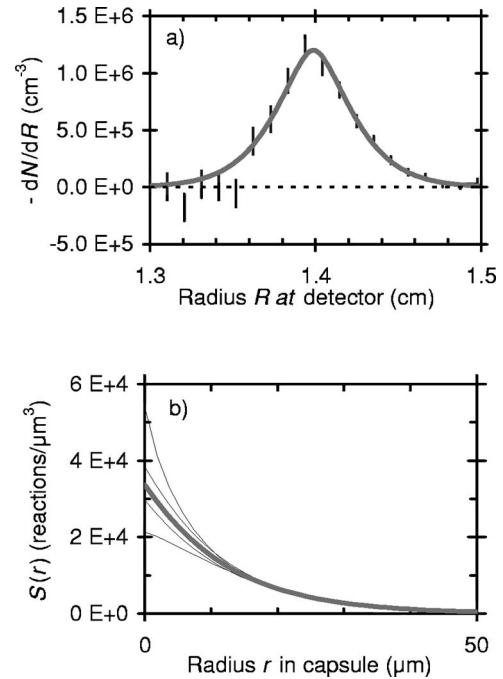 a)
1.5 E+6
1.0 E+6
5.0 E+5
0.0 E+0
-5.0 E+5
- dN/dR (cm-3)
1.3
1.4
1.5
Radius R at detector (cm)
b)
6 E+4
4 E+4
2 E+4
0 E+0
S(r) (reactions/µm3)
0
50
Radius r in capsule (µm)